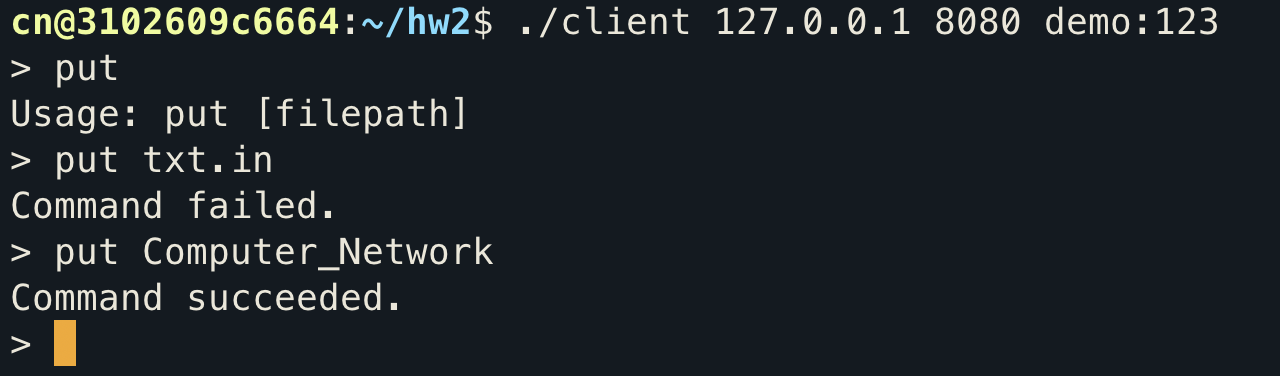 cn@3102609c6664:~/hw2$ ./client 127.0.0.1 8080 demo:123
> put
Usage: put [filepath]
> put txt.in
Command failed.
> put Computer_Network
Command succeeded.
>